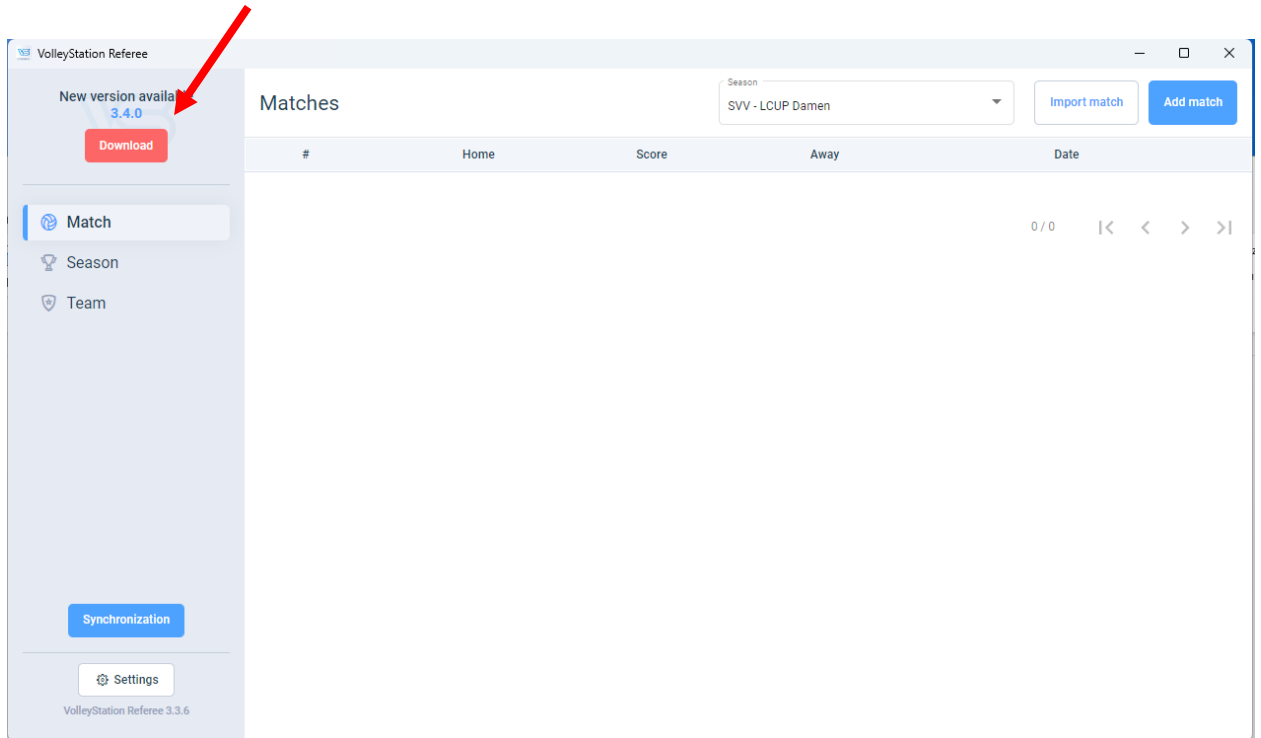 VolleyStation Referee
New version availab
3.4.0
Download
Match
Season
Team
Synchronization
Settings
VolleyStation Referee 3.3.6
Matches
Season
SVV - LCUP Damen
Import match
Add match
# Home Score Away Date
0 / 0